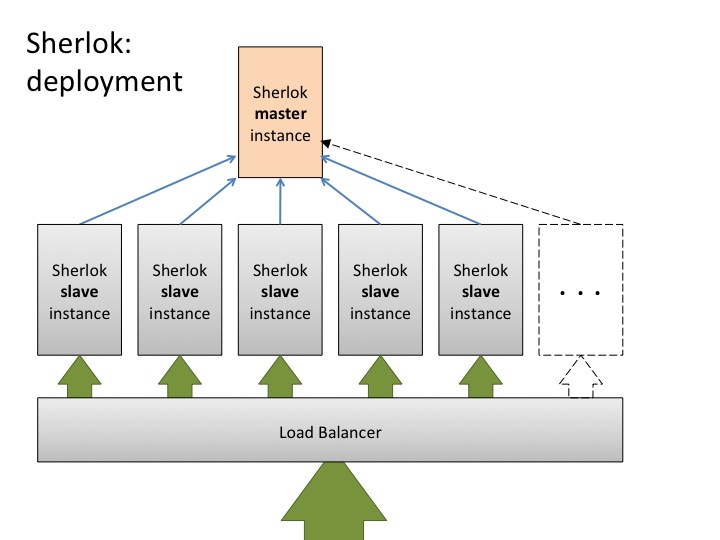 Sherlok:
deployment
Sherlok
master
instance
Sherlok
slave
instance
Sherlok
slave
instance
Sherlok
slave
instance
Sherlok
slave
instance
Sherlok
slave
instance
. . .
Load Balancer